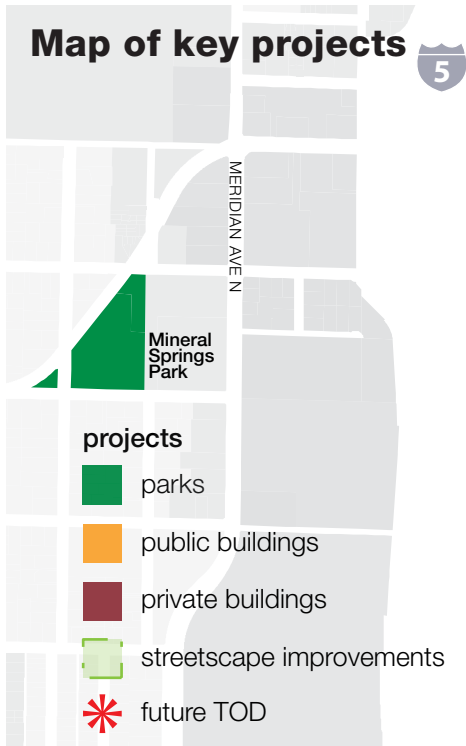 Map of key projects
5
MERIDIAN AVE N
Mineral
Springs
Park
projects
parks
public buildings
private buildings
streetscape improvements
future TOD